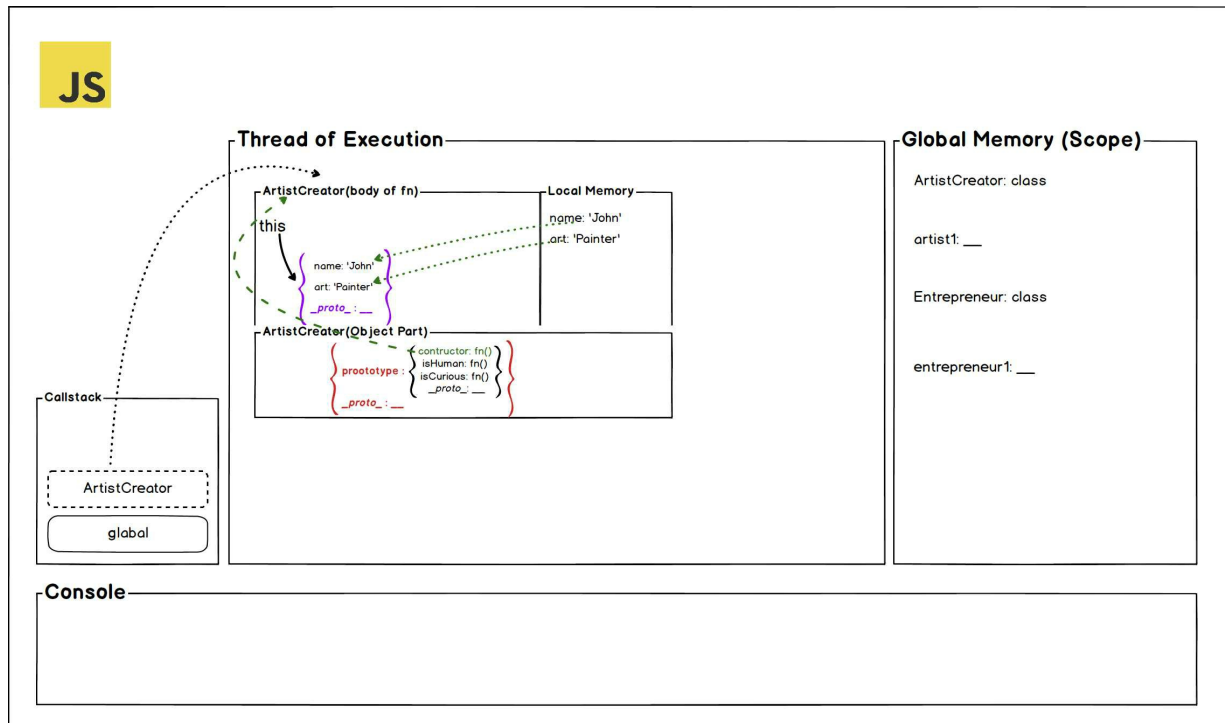 JS
Thread of Execution
Global Memory (Scope)
ArtistCreator(body of fn)
Local Memory
this
name: 'John'
art: 'Painter'
name: 'John'
art: 'Painter'
_proto_ : __
ArtistCreator(Object Part)
prootype :
contructor: fn()
isHuman: fn()
isCurious: fn()
_proto_ : __
_proto_ : __
ArtistCreator: class
artist1: __
Entrepreneur: class
entrepreneur1: __
Callstack
ArtistCreator
glabal
Console